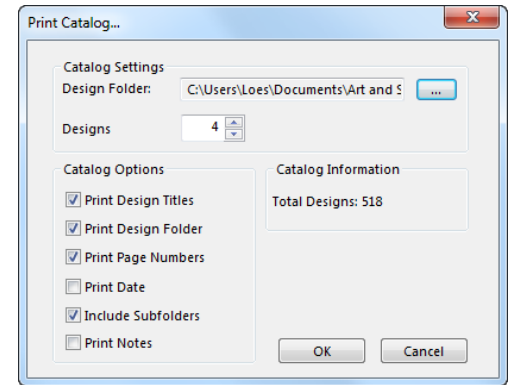 Print Catalog...
Catalog Settings
Design Folder: C:\Users\Loes\Documents\Art and S
...
Designs 4
Catalog Options
Print Design Titles
Print Design Folder
Print Page Numbers
Print Date
Include Subfolders
Print Notes
Catalog Information
Total Designs: 518
OK Cancel